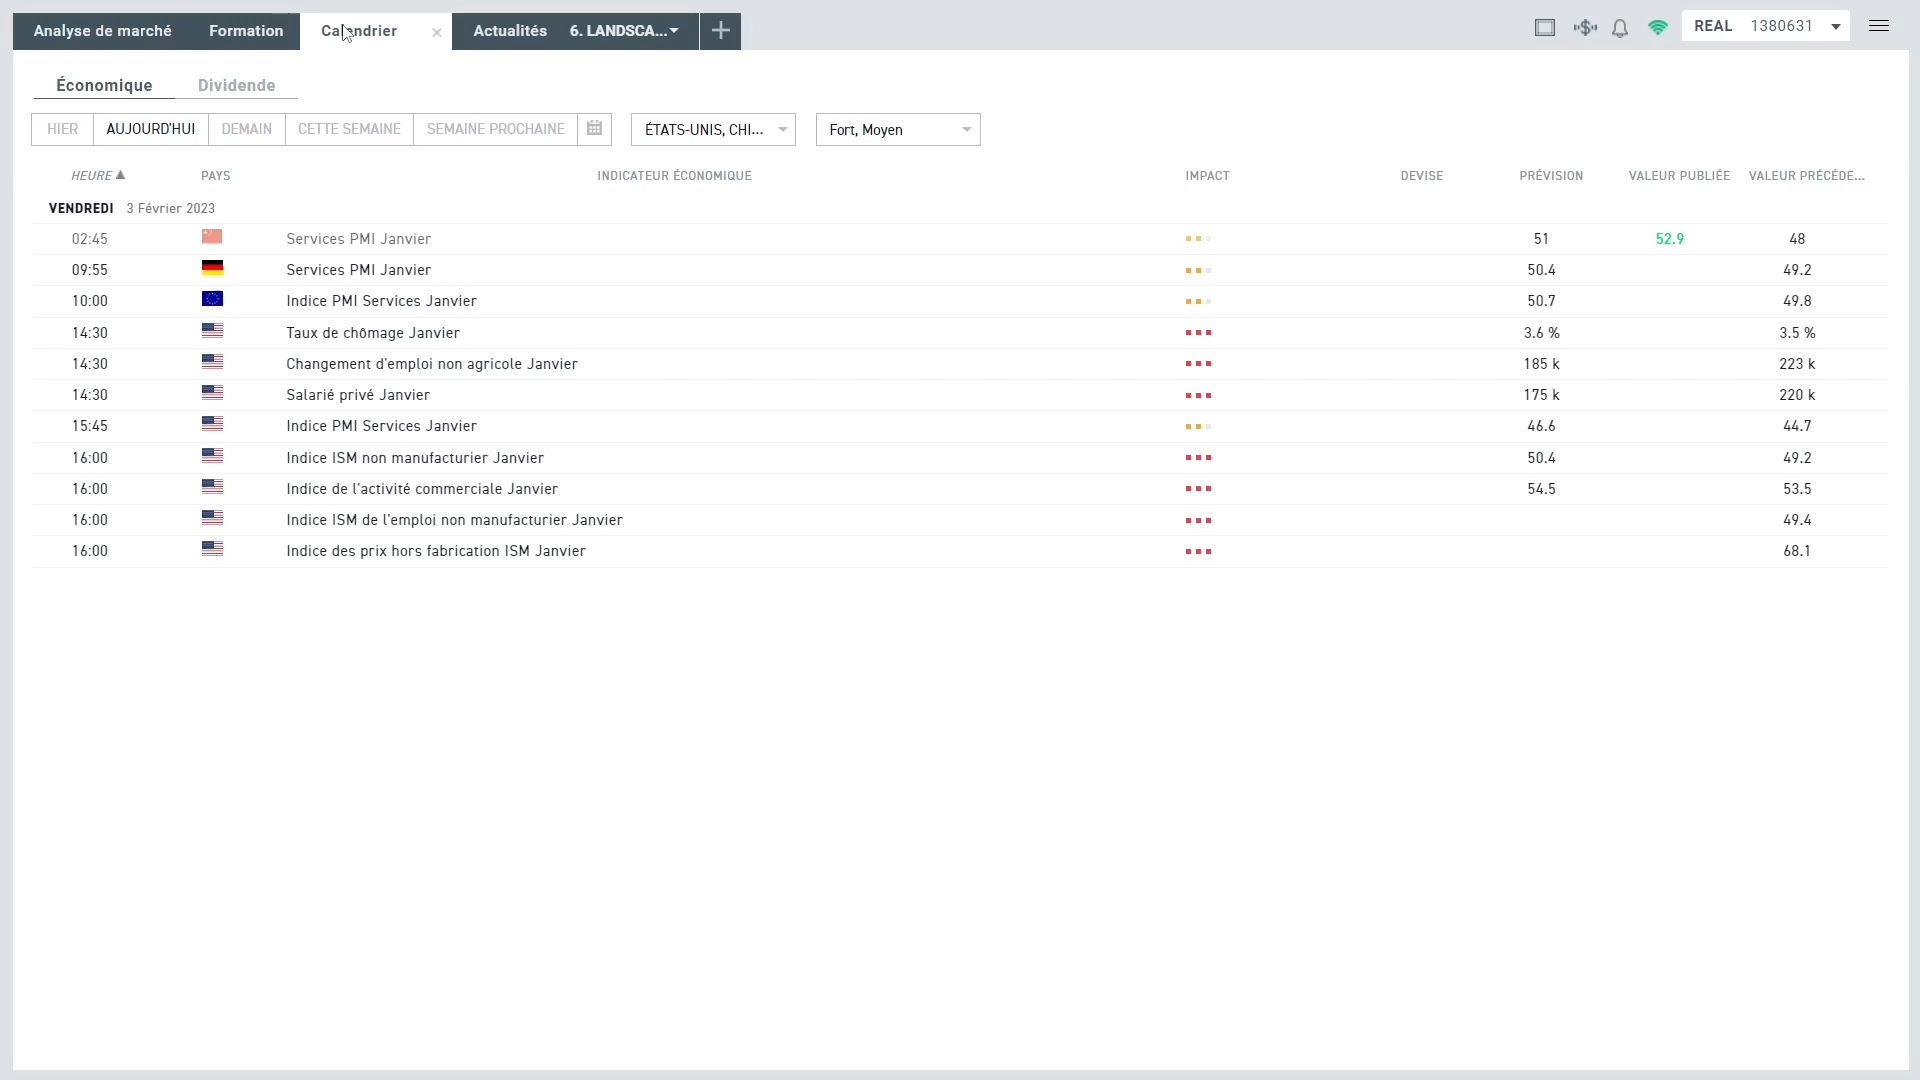 Analyse de marché Formation Calendrier Actualités 6. LANDSCA... REAL 1380631
Économique Dividende
HIER AUJOURD'HUI DEMAIN CETTE SEMAINE SEMAINE PROCHAINE ÉTATS-UNIS, CHI... Fort, Moyen
HEURE PAYS INDICATEUR ÉCONOMIQUE IMPACT DEVISE PRÉVISION VALEUR PUBLIÉE VALEUR PRÉCÉDE...
VENDREDI 3 Février 2023
02:45 Services PMI Janvier 51 52.9 48
09:55 Services PMI Janvier 50.4 49.2
10:00 Indice PMI Services Janvier 50.7 49.8
14:30 Taux de chômage Janvier 3.6 % 3.5 %
14:30 Changement d'emploi non agricole Janvier 185 k 223 k
14:30 Salarié privé Janvier 175 k 220 k
15:45 Indice PMI Services Janvier 46.6 44.7
16:00 Indice ISM non manufacturier Janvier 50.4 49.2
16:00 Indice de l'activité commerciale Janvier 54.5 53.5
16:00 Indice ISM de l'emploi non manufacturier Janvier 49.4
16:00 Indice des prix hors fabrication ISM Janvier 68.1